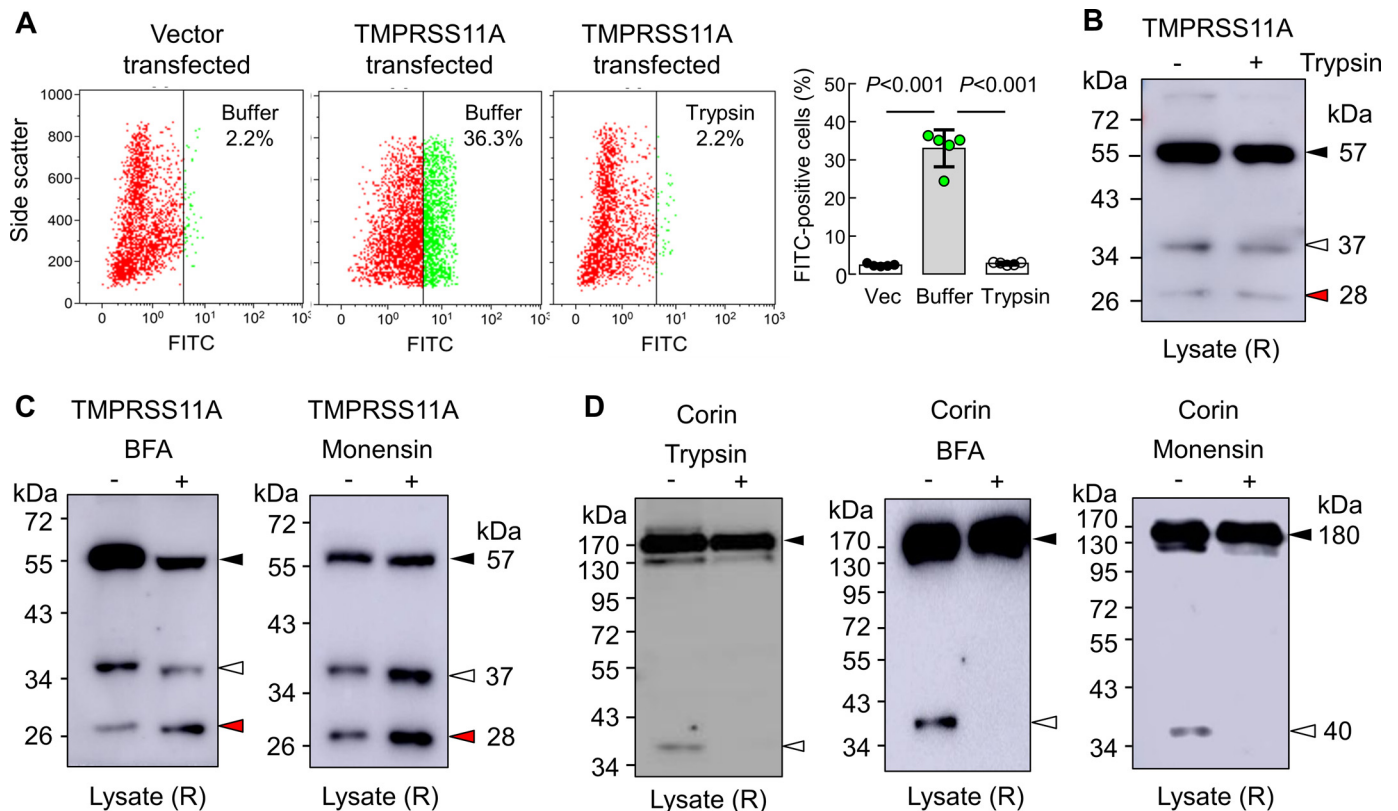 A
Vector
transfected
TMPRSS11A
transfected
TMPRSS11A
transfected
Side scatter
1000
800
600
400
200
0
Buffer
2.2%
0 10⁰ 10¹ 10² 10³
FITC
Buffer
36.3%
0 10⁰ 10¹ 10² 10³
FITC
Trypsin
2.2%
0 10⁰ 10¹ 10² 10³
FITC
FITC-positive cells (%)
50
40
30
20
10
0
P<0.001 P<0.001
Vec Buffer Trypsin
B
TMPRSS11A
- + Trypsin
kDa
72
55
43
34
26
kDa
57
37
28
Lysate (R)
C
TMPRSS11A
BFA
- +
kDa
72
55
43
34
26
Lysate (R)
TMPRSS11A
Monensin
- +
kDa
72
55
43
34
26
kDa
57
37
28
Lysate (R)
D
Corin
Trypsin
- +
kDa
170
130
95
72
55
43
34
Lysate (R)
Corin
BFA
- +
kDa
170
130
95
72
55
43
34
Lysate (R)
Corin
Monensin
- +
kDa
170
130
95
72
55
43
34
kDa
180
40
Lysate (R)